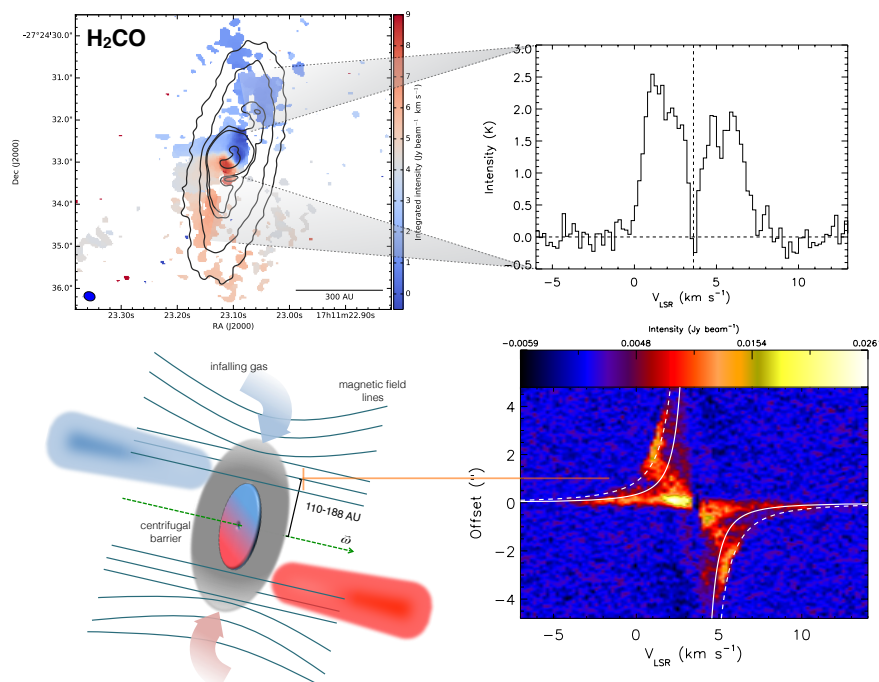 H₂CO
−27°24'30.0"
31.0"
32.0"
33.0"
34.0"
35.0"
36.0"
Dec (J2000)
23.30s
23.20s
23.10s
23.00s
17h11m22.90s
RA (J2000)
300 AU
9
8
7
6
5
4
3
2
1
0
Integrated intensity (Jy beam⁻¹ km s⁻¹)
3.0
2.5
2.0
1.5
1.0
0.5
0.0
−0.5
Intensity (K)
−5
0
5
10
V_LSR (km s⁻¹)
infalling gas
magnetic field
lines
110-188 AU
centrifugal
barrier
ω⃗
Intensity (Jy beam⁻¹)
−0.0059
0.0048
0.0154
0.026
4
2
0
−2
−4
Offset (")
−5
0
5
10
V_LSR (km s⁻¹)